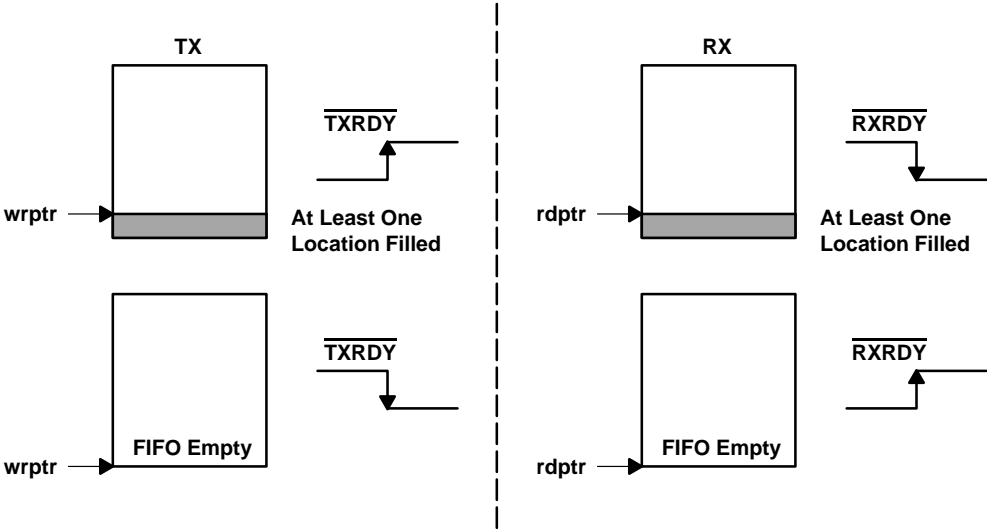 TX
TXRDY
wrptr
At Least One
Location Filled
TXRDY
FIFO Empty
wrptr
RX
RXRDY
rdptr
At Least One
Location Filled
RXRDY
FIFO Empty
rdptr